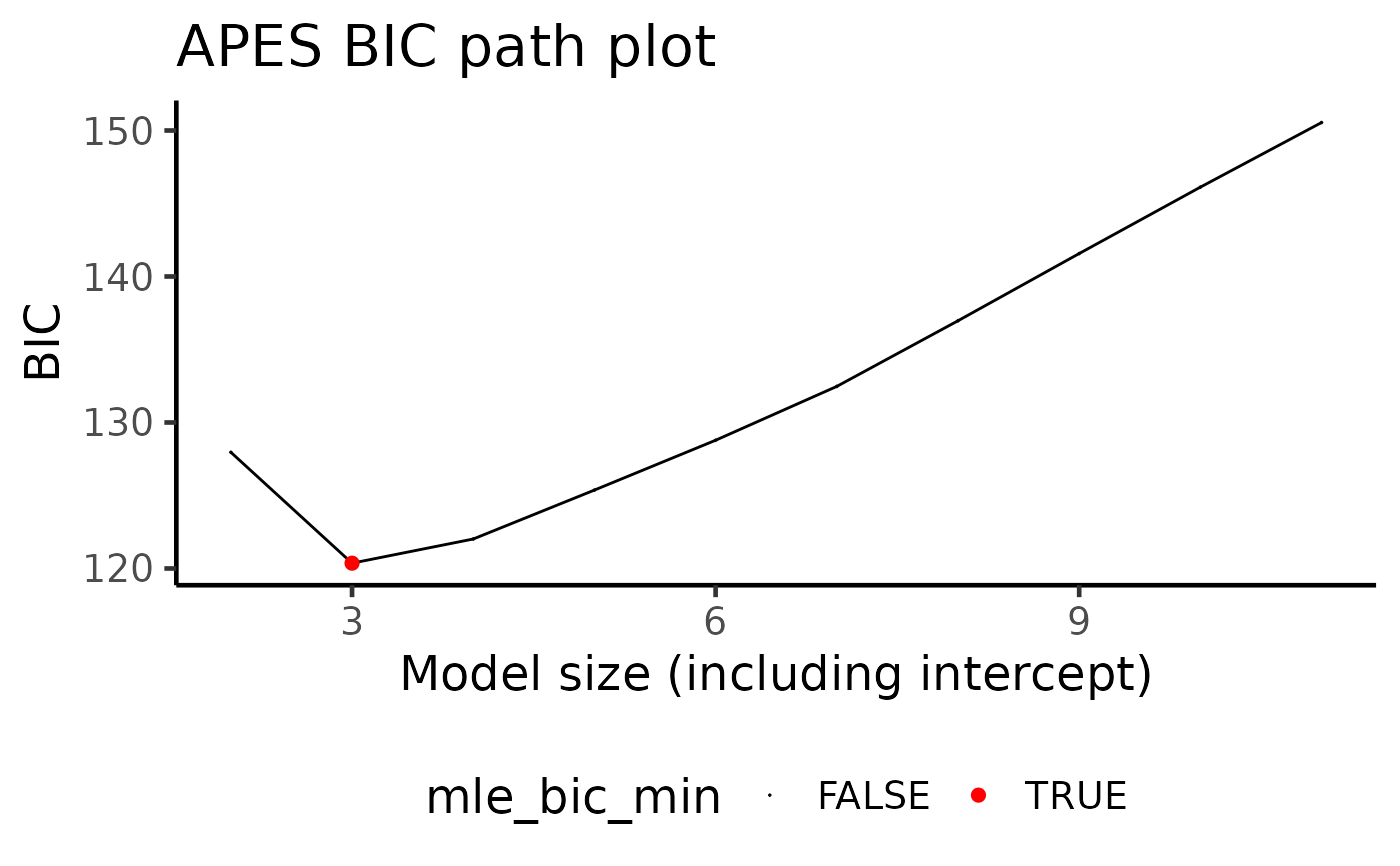 APES BIC path plot
150
140
130
120
BIC
3 6 9
Model size (including intercept)
mle_bic_min FALSE TRUE